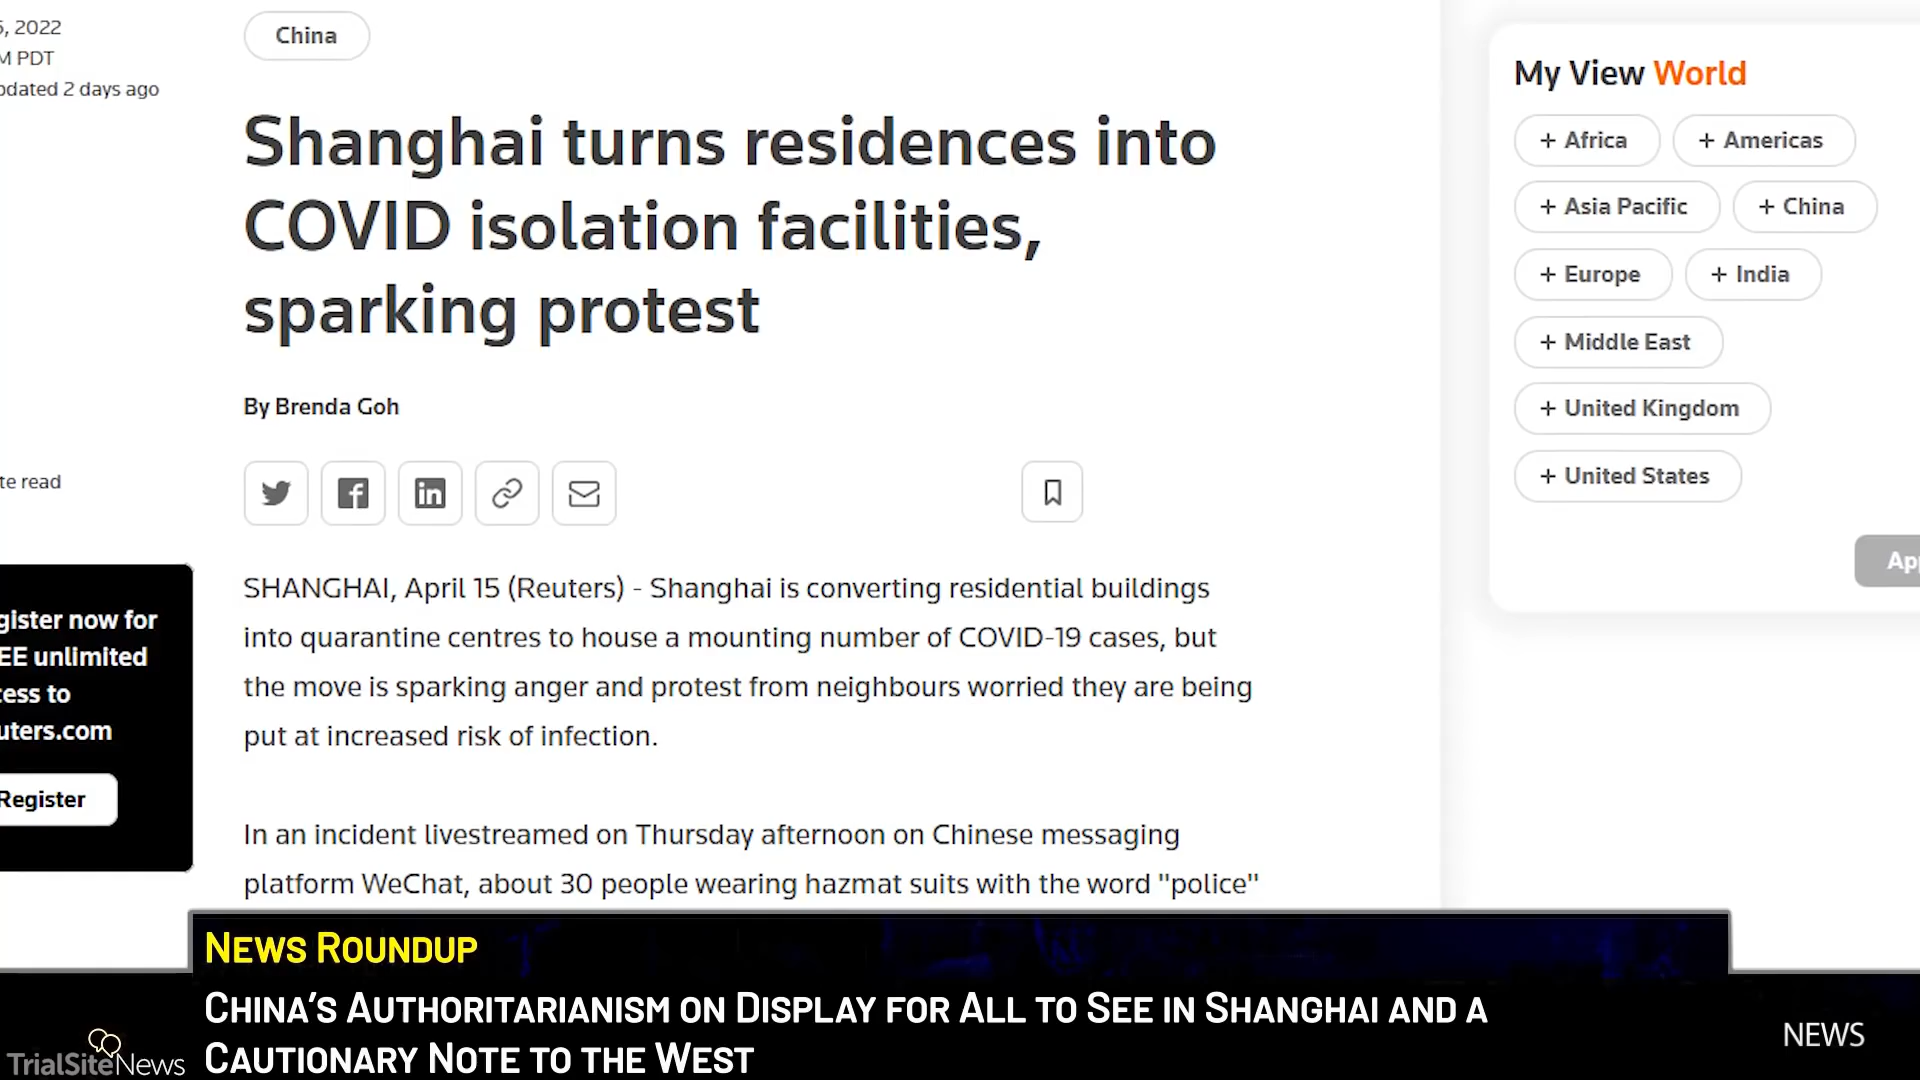 5, 2022
M PDT
pdated 2 days ago
te read
gister now for
EE unlimited
cess to
uters.com
Register
China
Shanghai turns residences into
COVID isolation facilities,
sparking protest
By Brenda Goh
SHANGHAI, April 15 (Reuters) - Shanghai is converting residential buildings
into quarantine centres to house a mounting number of COVID-19 cases, but
the move is sparking anger and protest from neighbours worried they are being
put at increased risk of infection.
In an incident livestreamed on Thursday afternoon on Chinese messaging
platform WeChat, about 30 people wearing hazmat suits with the word "police"
My View World
+ Africa + Americas
+ Asia Pacific + China
+ Europe + India
+ Middle East
+ United Kingdom
+ United States
App
News Roundup
China's Authoritarianism on Display for All to See in Shanghai and a
Cautionary Note to the West
TrialSiteNews
NEWS